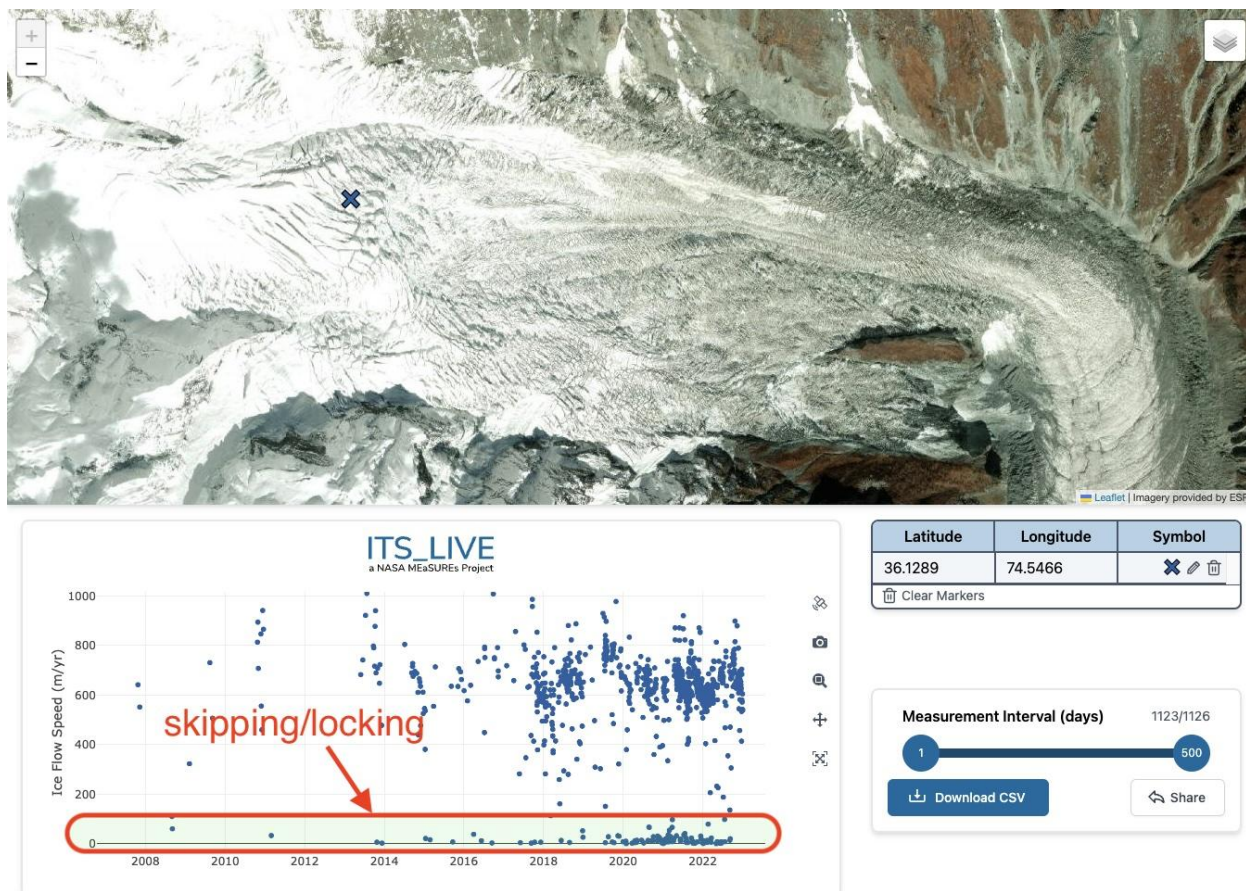 +
−
Leaflet | Imagery provided by ESR
ITS_LIVE
a NASA MEaSUREs Project
1000
800
600
400
200
0
Ice Flow Speed (m/yr)
skipping/locking
2008 2010 2012 2014 2016 2018 2020 2022
Latitude Longitude Symbol
36.1289 74.5466
Clear Markers
Measurement Interval (days) 1123/1126
1 500
Download CSV Share